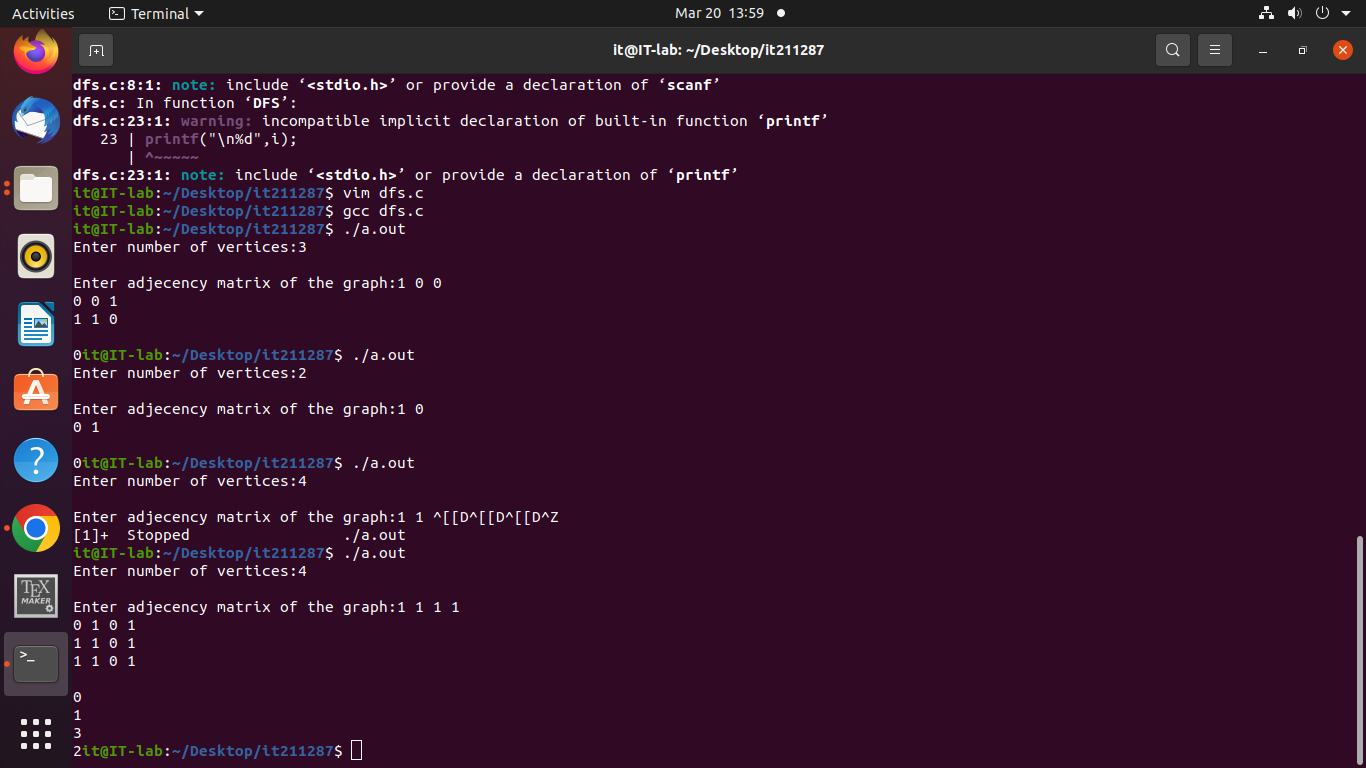 Activities Terminal Mar 20 13:59
it@IT-lab: ~/Desktop/it211287
dfs.c:8:1: note: include ‘<stdio.h>’ or provide a declaration of ‘scanf’
dfs.c: In function ‘DFS’:
dfs.c:23:1: warning: incompatible implicit declaration of built-in function ‘printf’
23 | printf("\n%d",i);
| ^~~~~~
dfs.c:23:1: note: include ‘<stdio.h>’ or provide a declaration of ‘printf’
it@IT-lab:~/Desktop/it211287$ vim dfs.c
it@IT-lab:~/Desktop/it211287$ gcc dfs.c
it@IT-lab:~/Desktop/it211287$ ./a.out
Enter number of vertices:3
Enter adjecency matrix of the graph:1 0 0
0 0 1
1 1 0
0it@IT-lab:~/Desktop/it211287$ ./a.out
Enter number of vertices:2
Enter adjecency matrix of the graph:1 0
0 1
0it@IT-lab:~/Desktop/it211287$ ./a.out
Enter number of vertices:4
Enter adjecency matrix of the graph:1 1 ^[[D^[[D^[[D^Z
[1]+  Stopped                 ./a.out
it@IT-lab:~/Desktop/it211287$ ./a.out
Enter number of vertices:4
Enter adjecency matrix of the graph:1 1 1 1
0 1 0 1
1 1 0 1
1 1 0 1
0
1
3
2it@IT-lab:~/Desktop/it211287$
TEX
MAKER